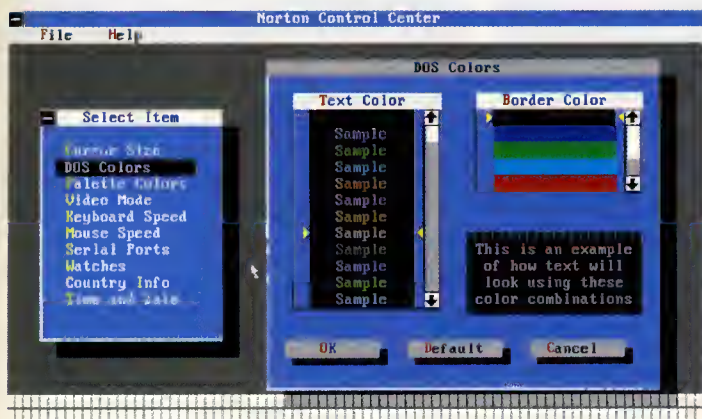 Norton Control Center
File Help
Select Item
Cursor Size
DOS Colors
Palette Colors
Video Mode
Keyboard Speed
Mouse Speed
Serial Ports
Watches
Country Info
Time and Date
DOS Colors
Text Color
Sample
Sample
Sample
Sample
Sample
Sample
Sample
Sample
Sample
Sample
Sample
Border Color
This is an example
of how text will
look using these
color combinations
OK Default Cancel